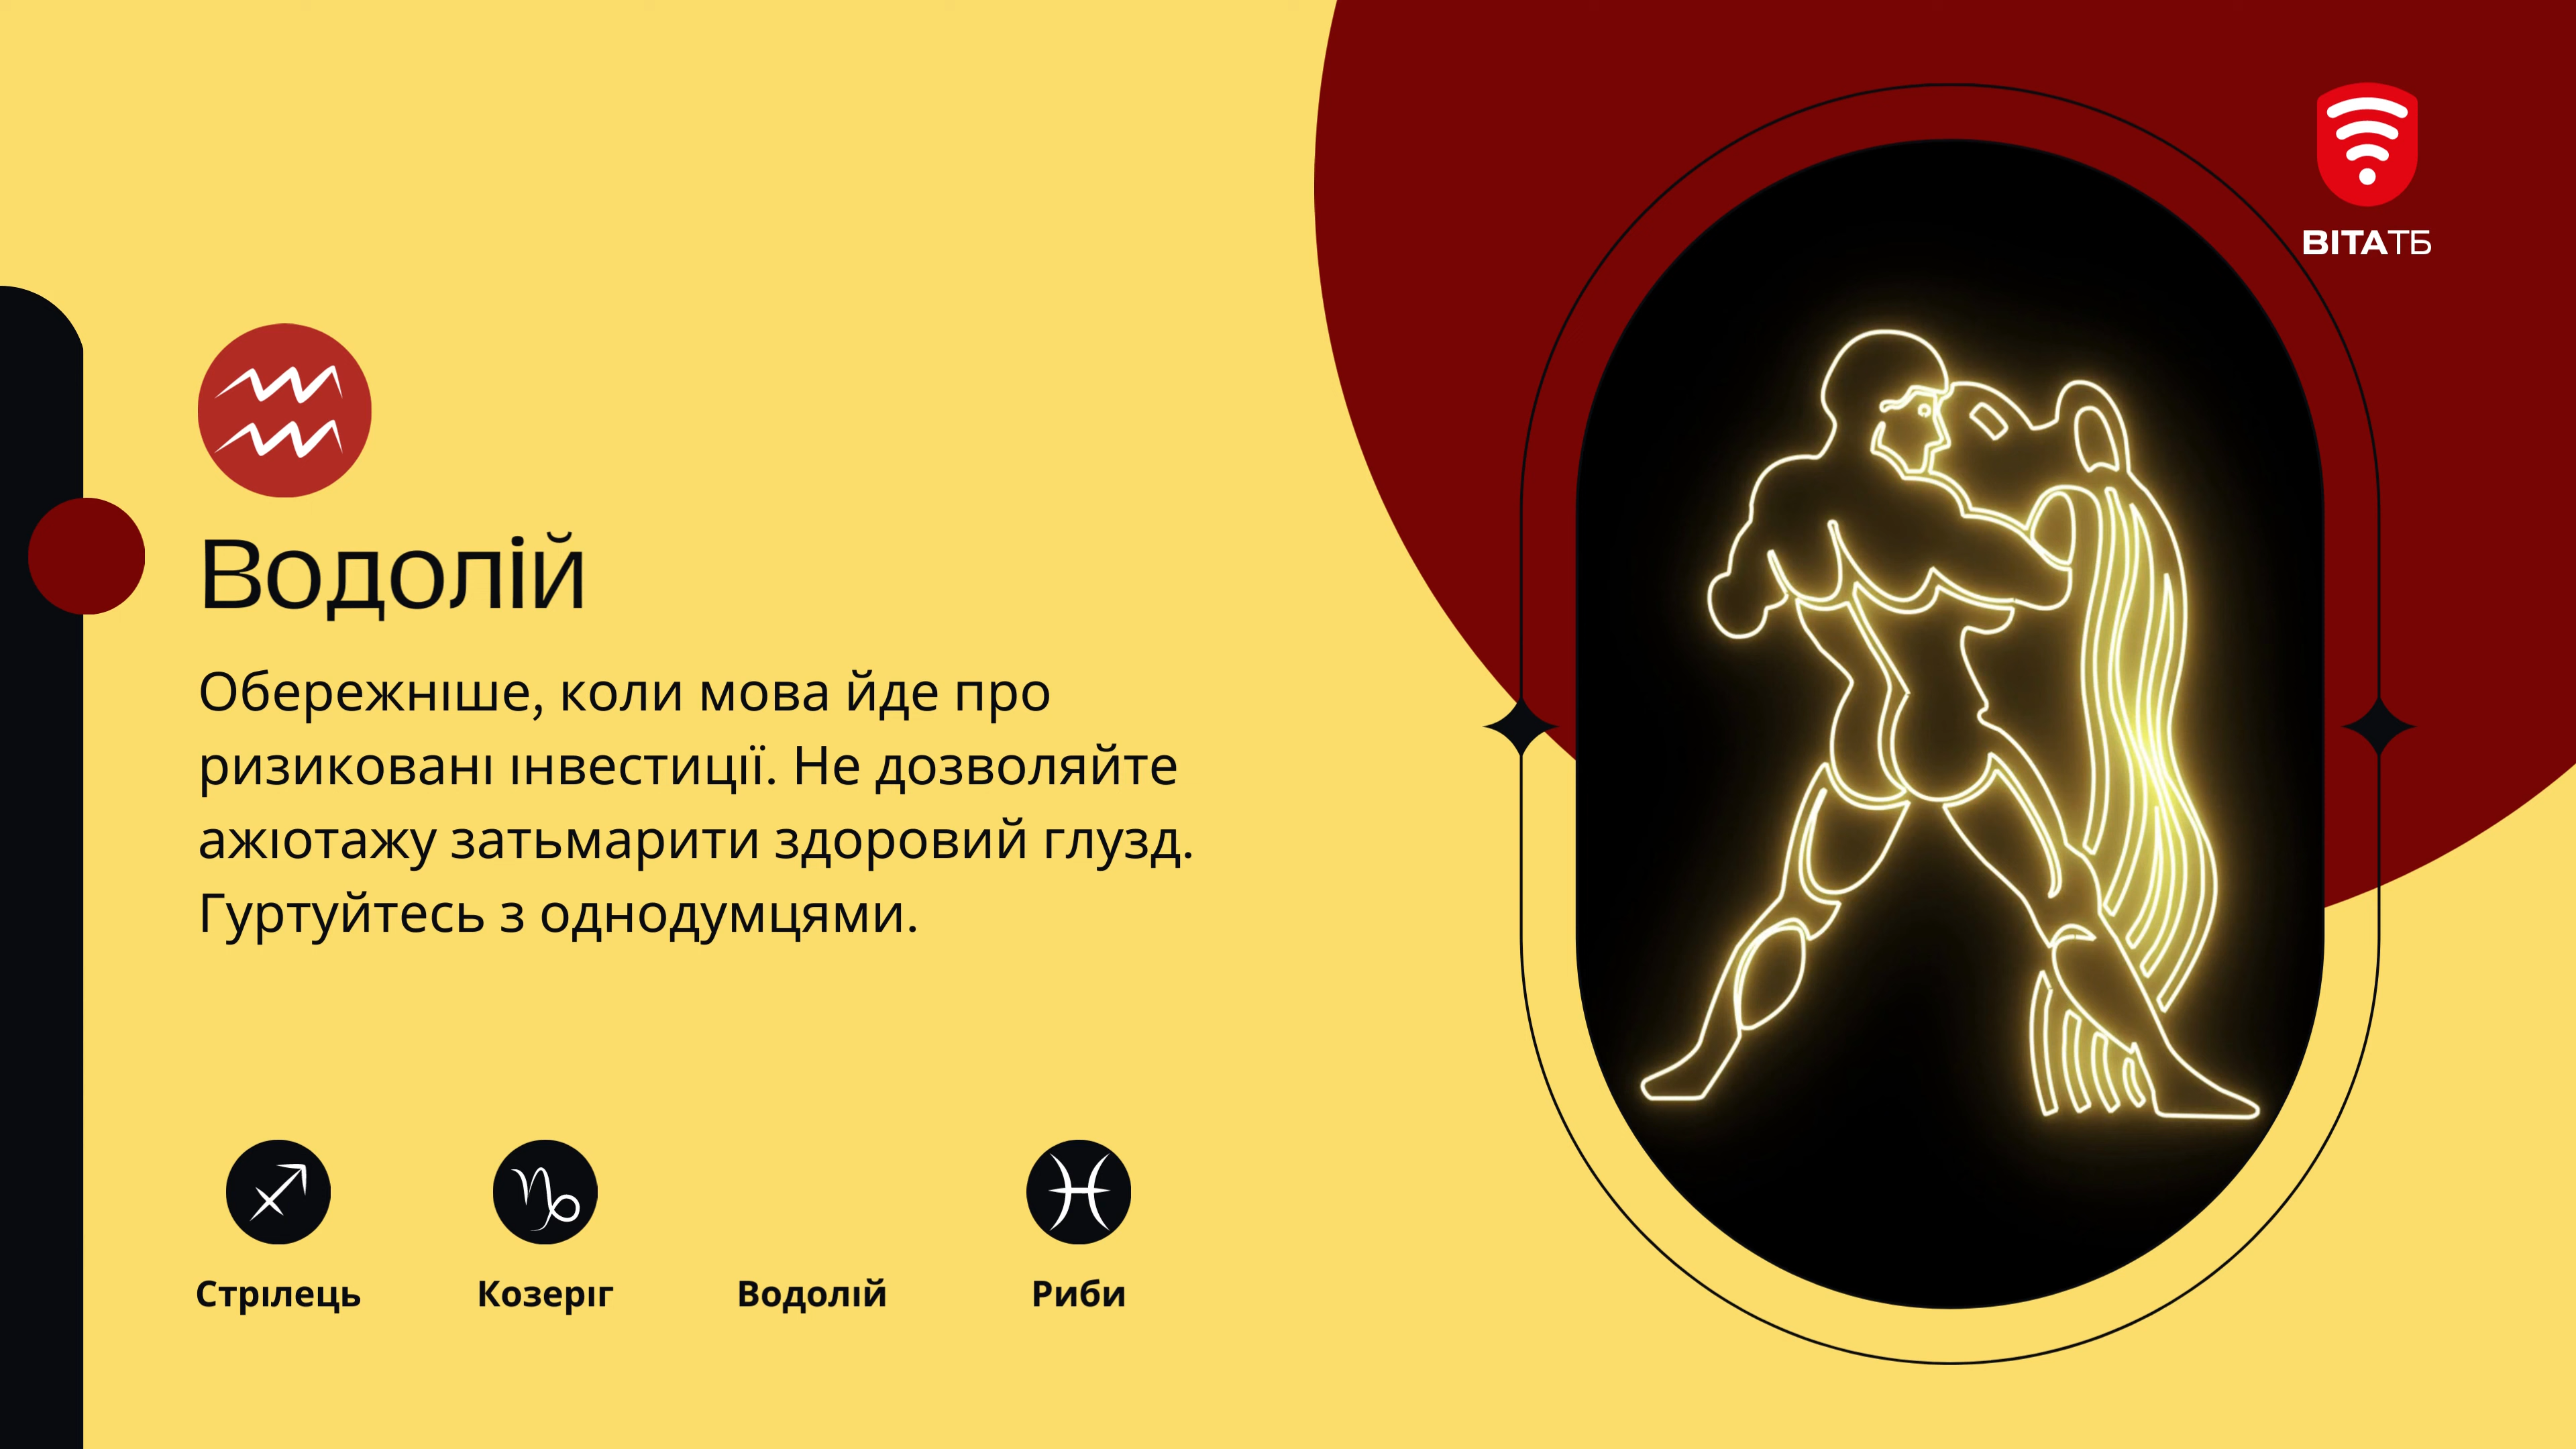 ВІТАТБ
Водолій
Обережніше, коли мова йде про
ризиковані інвестиції. Не дозволяйте
ажіотажу затьмарити здоровий глузд.
Гуртуйтесь з однодумцями.
Стрілець Козеріг Водолій Риби